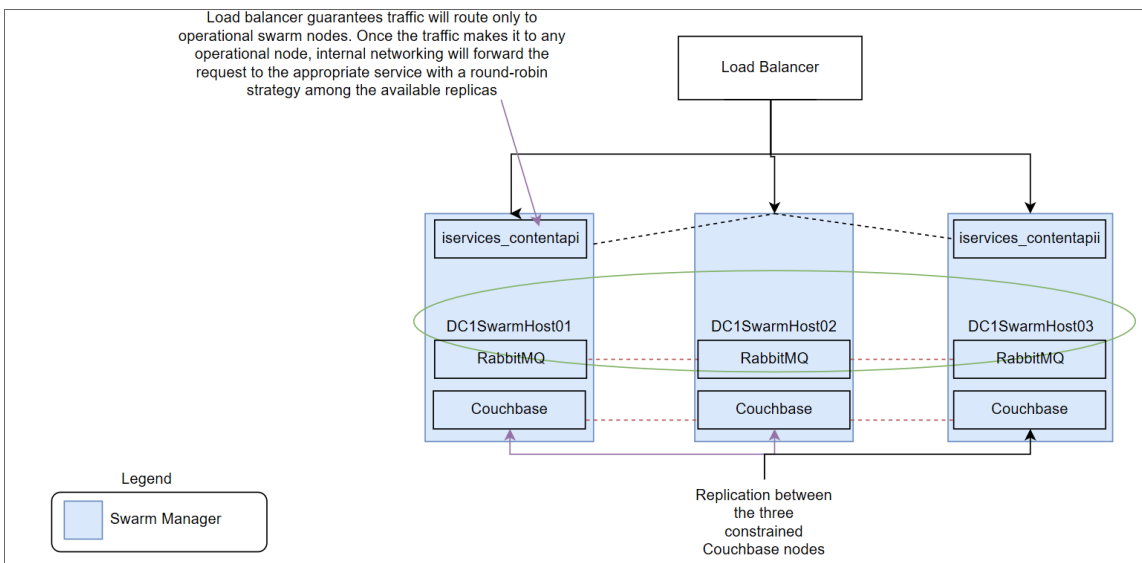 Load balancer guarantees traffic will route only to
operational swarm nodes. Once the traffic makes it to any
operational node, internal networking will forward the
request to the appropriate service with a round-robin
strategy among the available replicas
Load Balancer
iservices_contentapi
iservices_contentapii
DC1SwarmHost01
DC1SwarmHost02
DC1SwarmHost03
RabbitMQ
RabbitMQ
RabbitMQ
Couchbase
Couchbase
Couchbase
Legend
Swarm Manager
Replication between
the three
constrained
Couchbase nodes